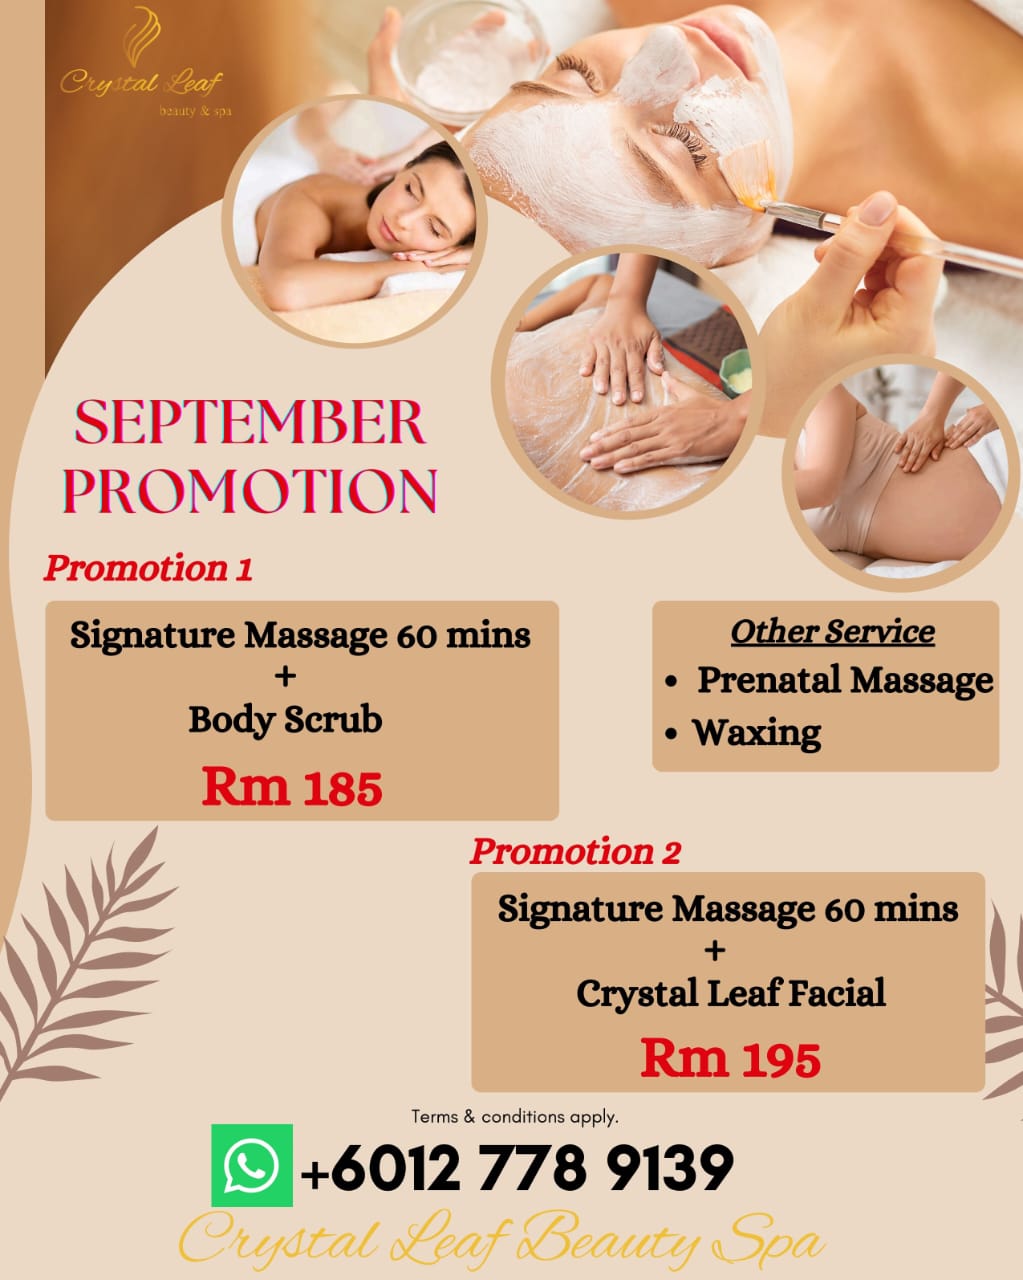 Crystal Leaf
beauty & spa
SEPTEMBER
PROMOTION
Promotion 1
Signature Massage 60 mins
+
Body Scrub
Rm 185
Other Service
• Prenatal Massage
• Waxing
Promotion 2
Signature Massage 60 mins
+
Crystal Leaf Facial
Rm 195
Terms & conditions apply.
+6012 778 9139
Crystal Leaf Beauty Spa